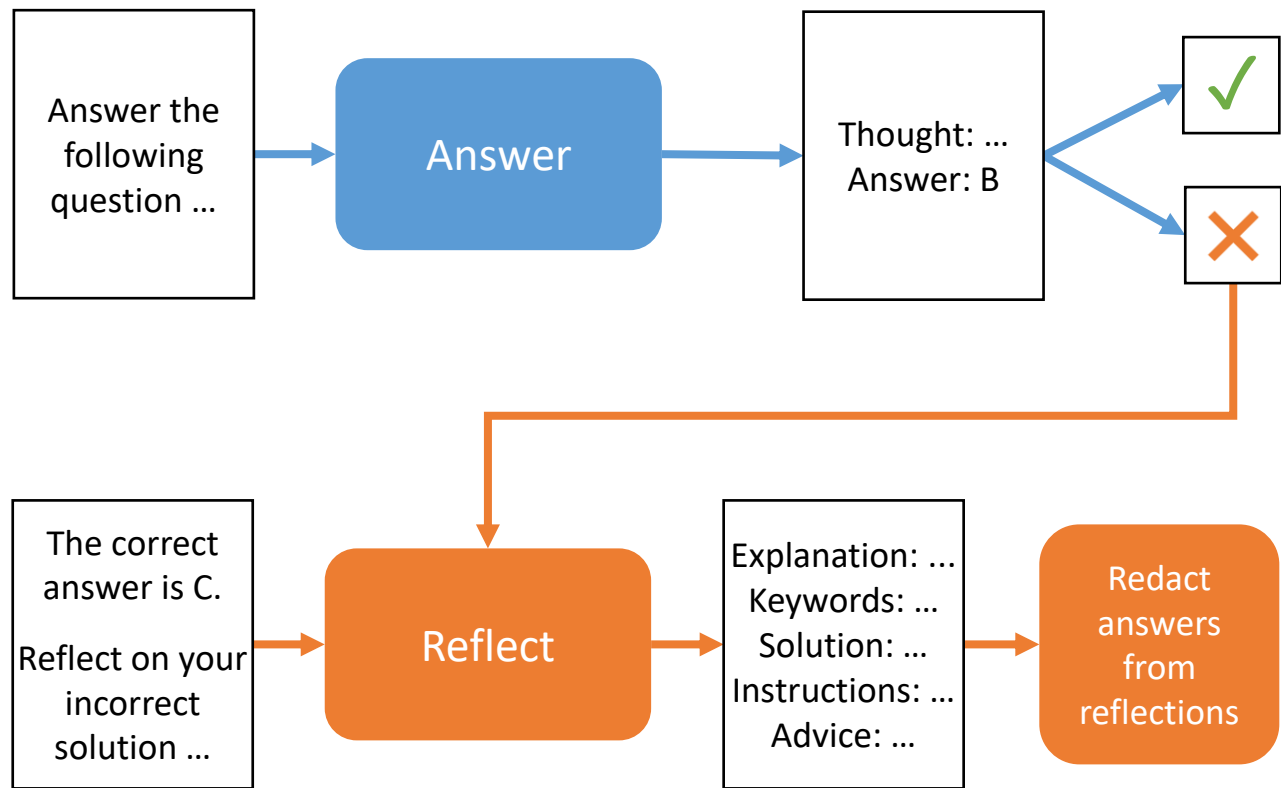 Answer the
following
question ...
Answer
Thought: ...
Answer: B
The correct
answer is C.
Reflect on your
incorrect
solution ...
Reflect
Explanation: ...
Keywords: ...
Solution: ...
Instructions: ...
Advice: ...
Redact
answers
from
reflections